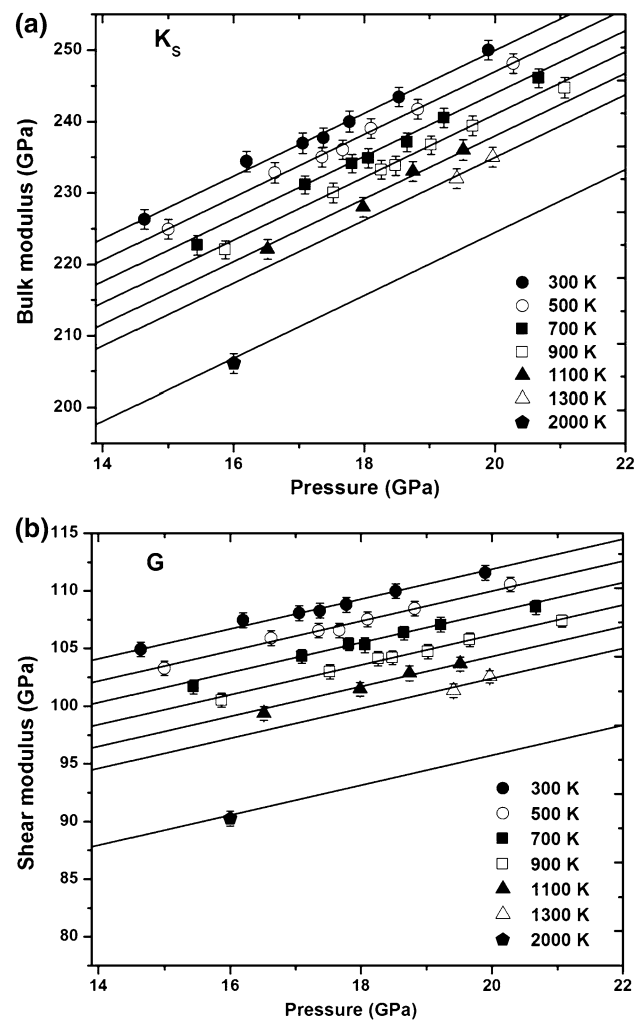 (a)
K_S
250
240
230
220
210
200
Bulk modulus (GPa)
300 K
500 K
700 K
900 K
1100 K
1300 K
2000 K
14 16 18 20 22
Pressure (GPa)
(b)
G
115
110
105
100
95
90
85
80
Shear modulus (GPa)
300 K
500 K
700 K
900 K
1100 K
1300 K
2000 K
14 16 18 20 22
Pressure (GPa)